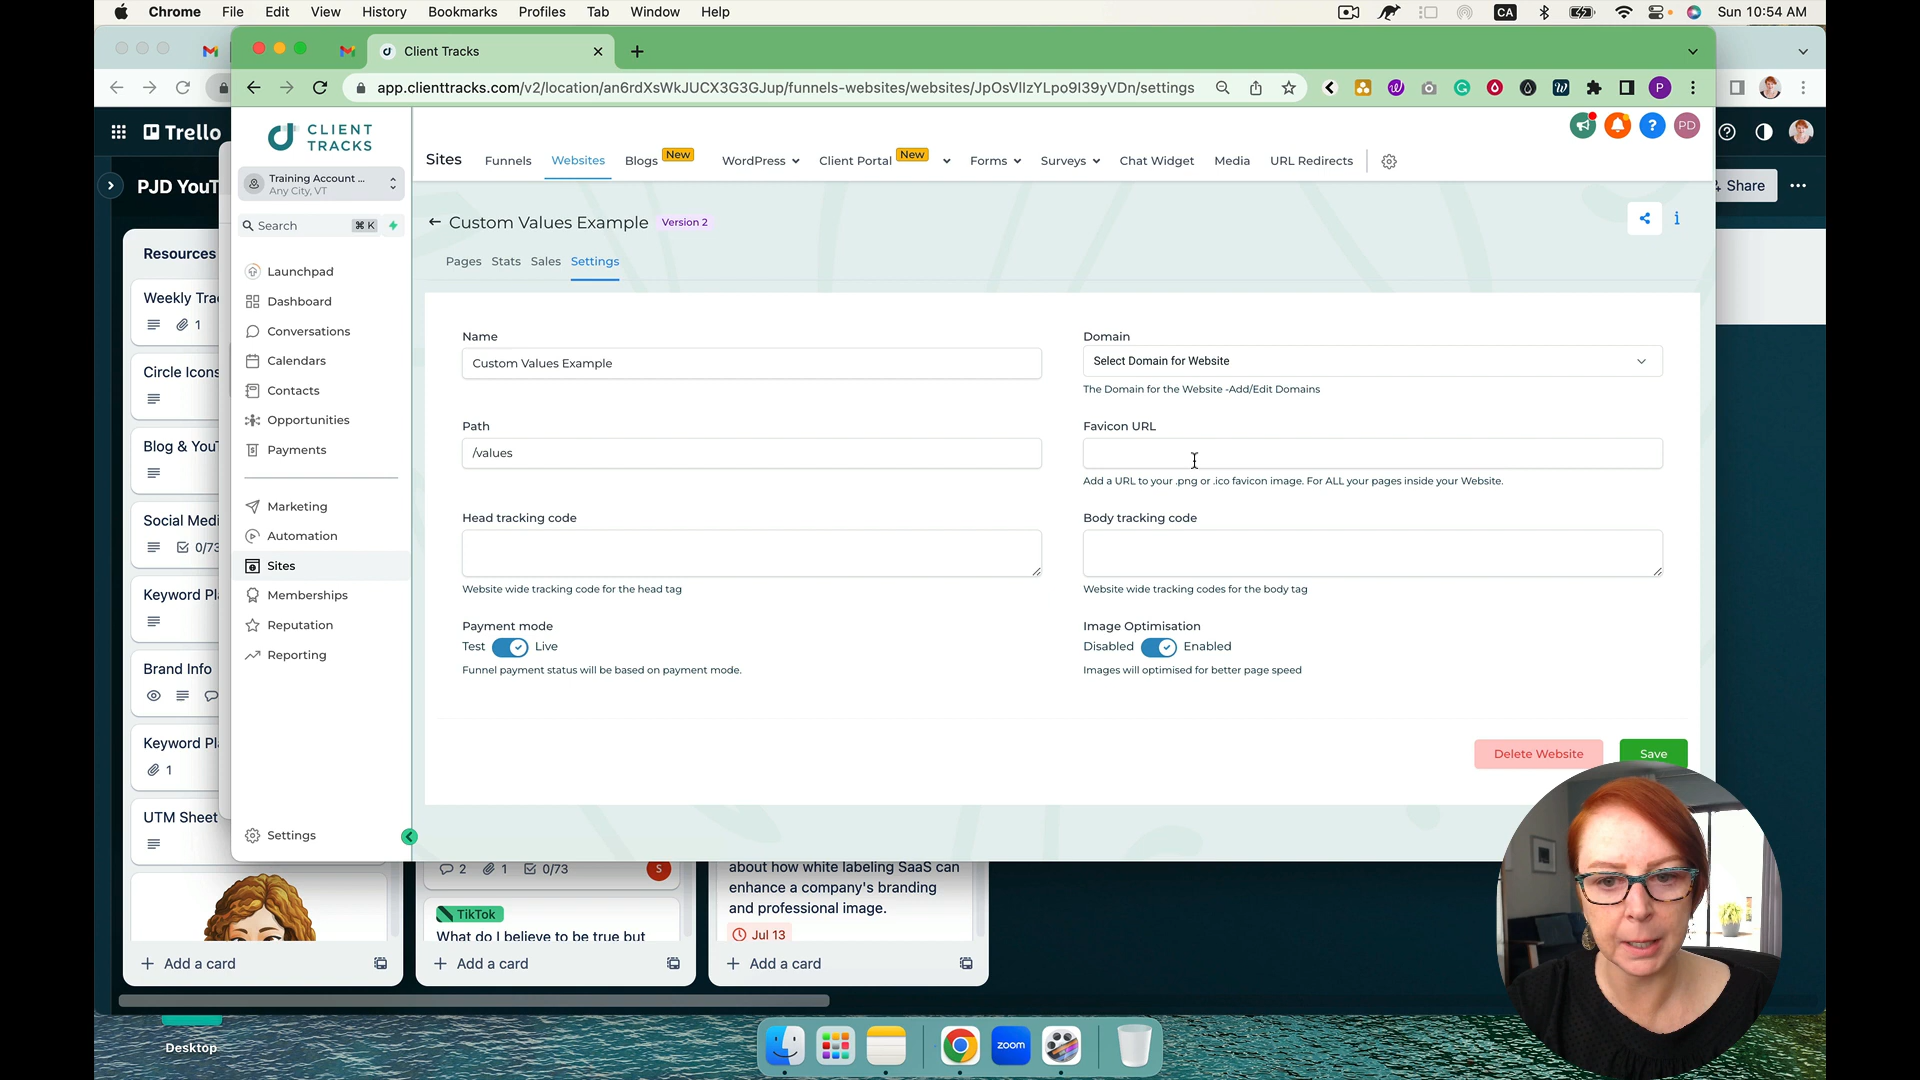 Chrome File Edit View History Bookmarks Profiles Tab Window Help
CA
Sun 10:54 AM
Client Tracks
app.clienttracks.com/v2/location/an6rdXsWkJUCX3G3GJup/funnels-websites/websites/JpOsVlIzYLpo9I39yVDn/settings
P
Trello
PJD YouT
Share
CLIENT
TRACKS
Training Account ...
Any City, VT
Search
⌘ K
Launchpad
Dashboard
Conversations
Calendars
Contacts
Opportunities
Payments
Marketing
Automation
Sites
Memberships
Reputation
Reporting
Settings
PD
Sites
Funnels
Websites
Blogs New
WordPress
Client Portal New
Forms
Surveys
Chat Widget
Media
URL Redirects
Custom Values Example Version 2
Pages Stats Sales Settings
Name
Custom Values Example
Domain
Select Domain for Website
The Domain for the Website -Add/Edit Domains
Path
/values
Favicon URL
Add a URL to your .png or .ico favicon image. For ALL your pages inside your Website.
Head tracking code
Website wide tracking code for the head tag
Body tracking code
Website wide tracking codes for the body tag
Payment mode
Test Live
Funnel payment status will be based on payment mode.
Image Optimisation
Disabled Enabled
Images will optimised for better page speed
Delete Website
Save
Resources
Weekly Tra
1
Circle Icons
Blog & YouT
Social Medi
0/73
Keyword Pl
Brand Info
Keyword Pl
1
UTM Sheet
Add a card
2 1 0/73
S
TikTok
What do I believe to be true but
Add a card
about how white labeling SaaS can
enhance a company's branding
and professional image.
Jul 13
Add a card
Desktop
zoom